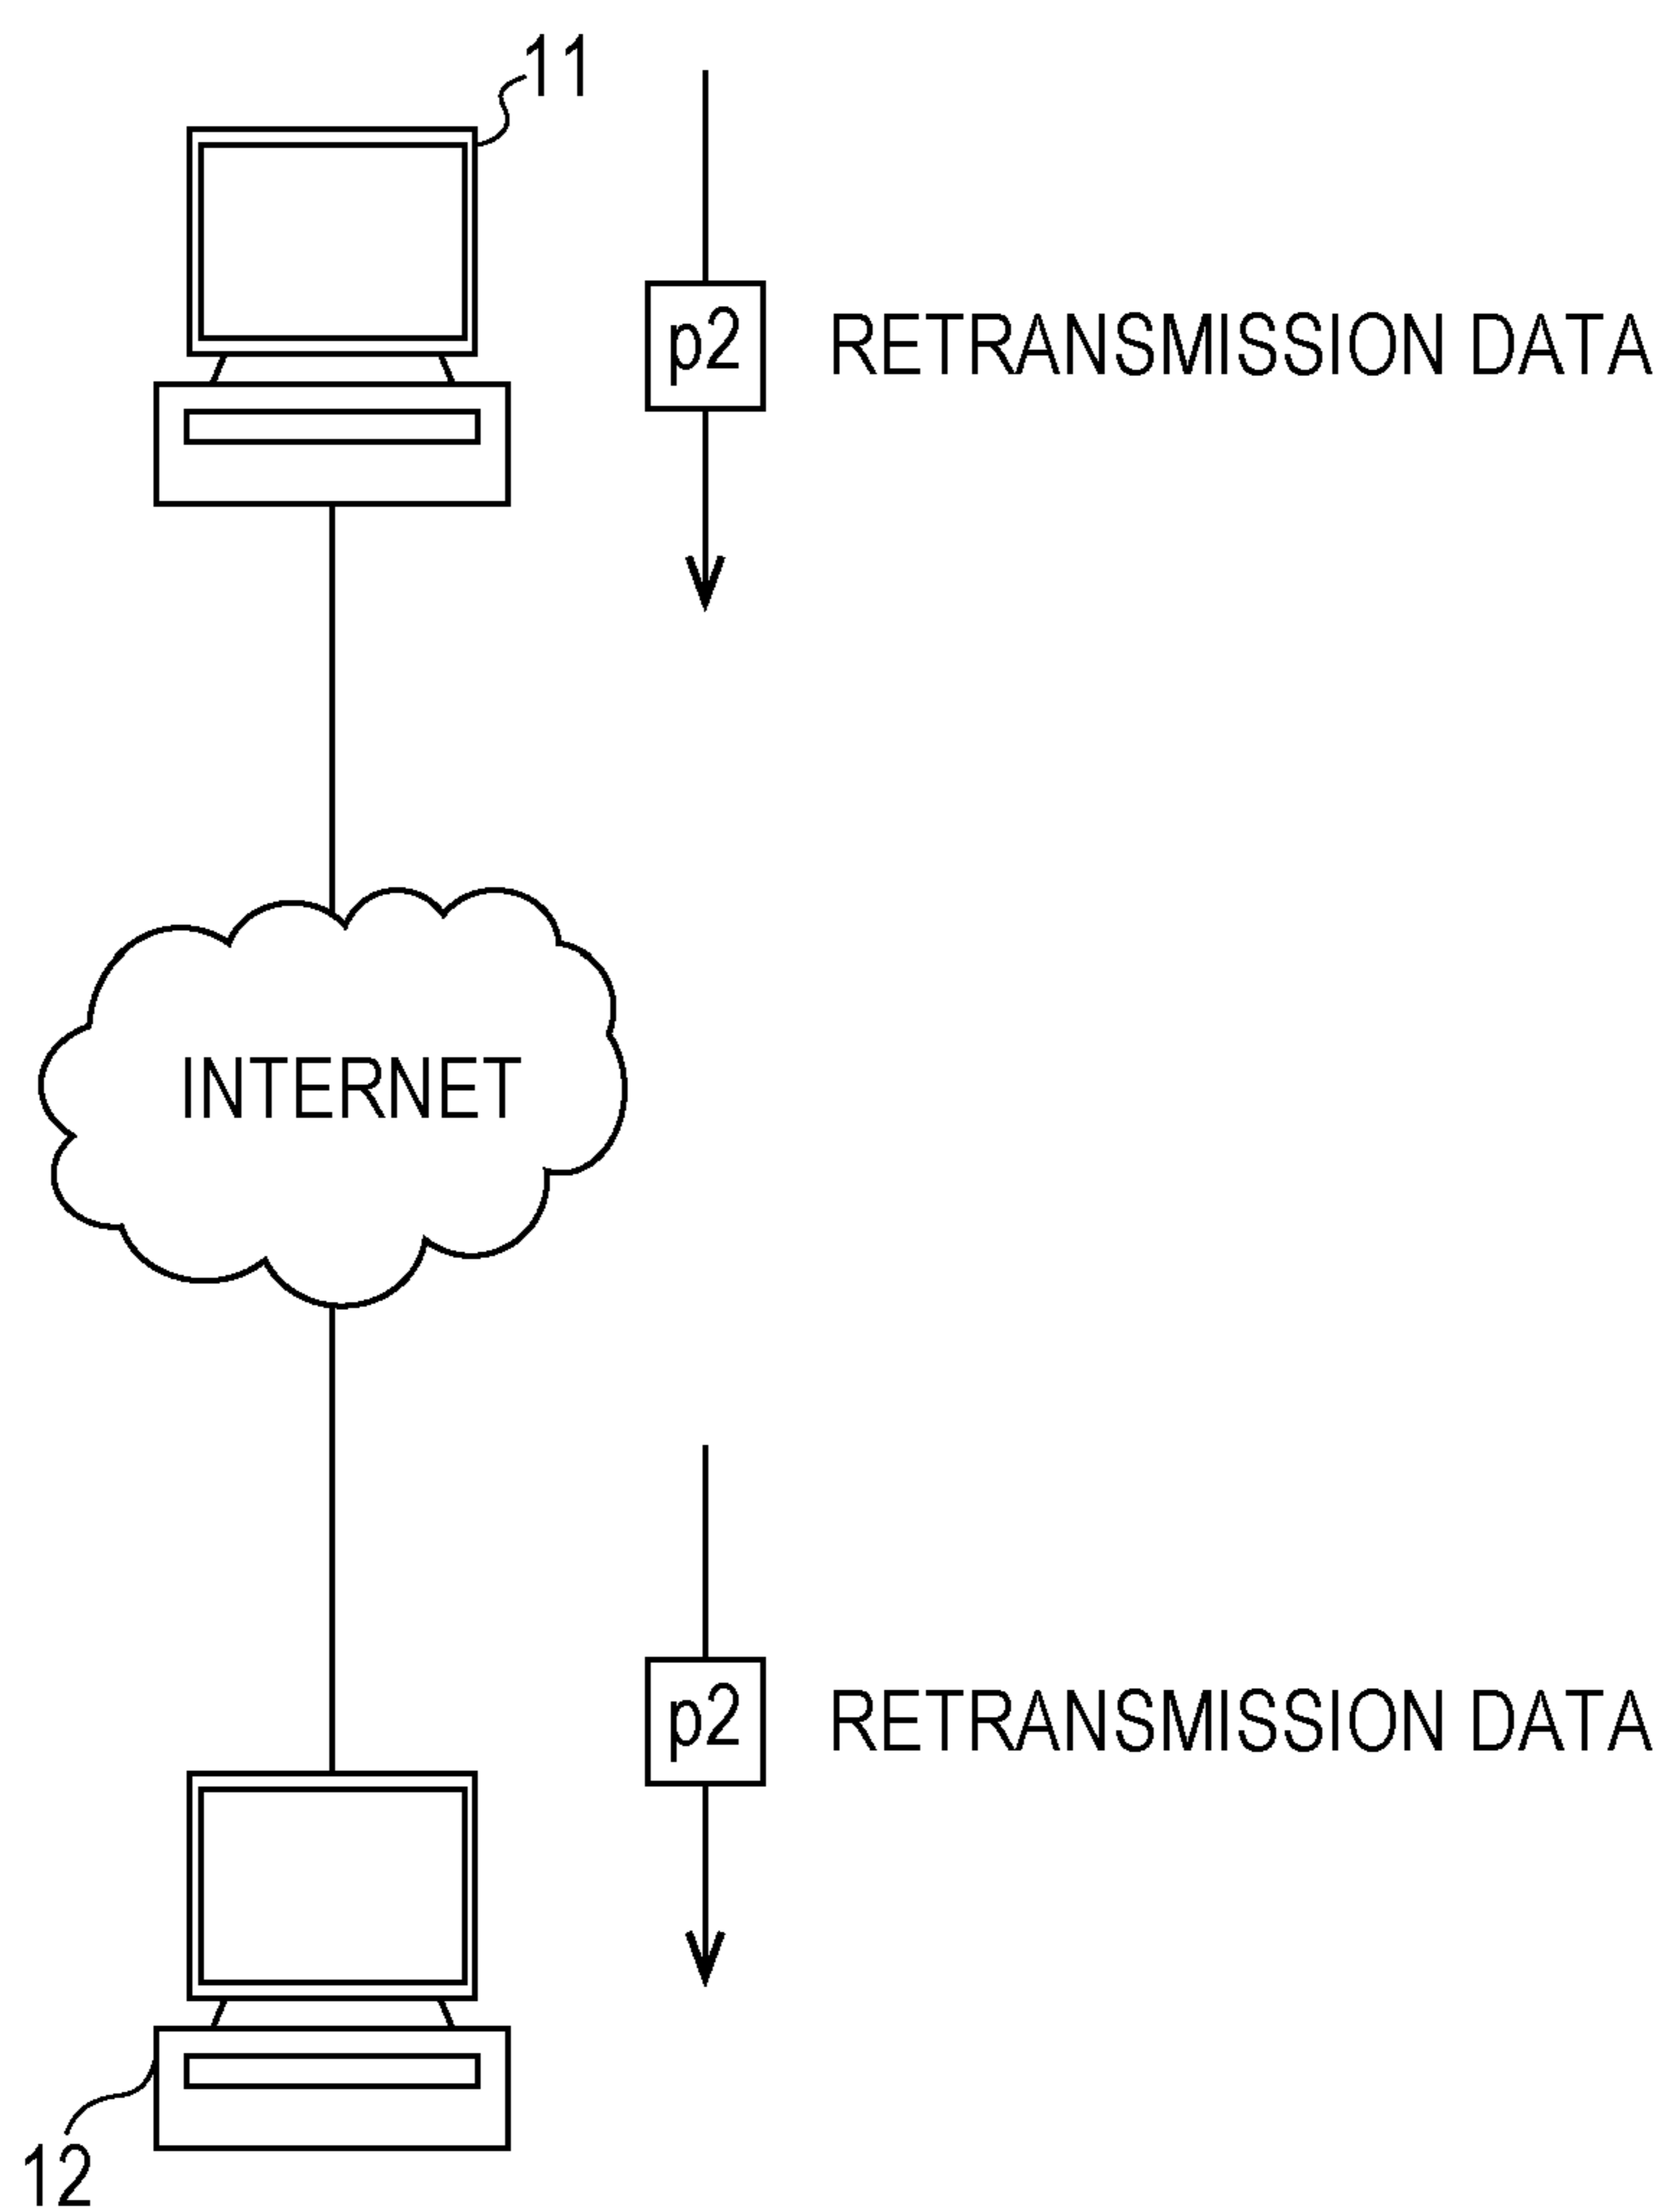 11
p2 RETRANSMISSION DATA
INTERNET
p2 RETRANSMISSION DATA
12